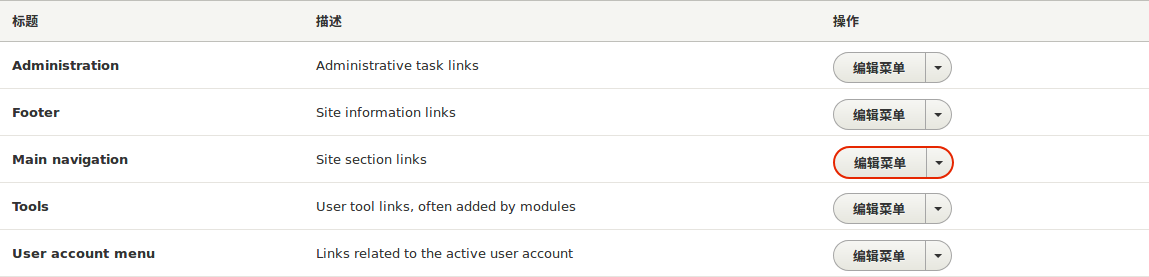 标题 描述 操作
Administration Administrative task links 编辑菜单
Footer Site information links 编辑菜单
Main navigation Site section links 编辑菜单
Tools User tool links, often added by modules 编辑菜单
User account menu Links related to the active user account 编辑菜单